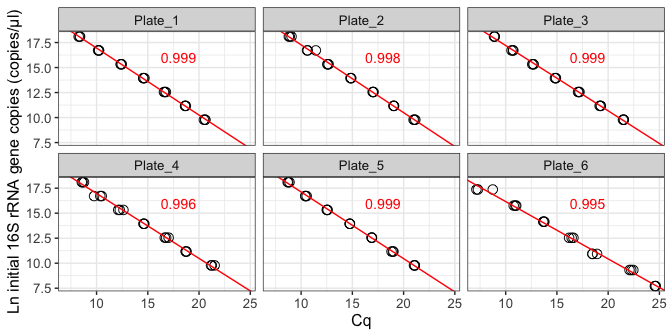 Ln initial 16S rRNA gene copies (copies/µl)
Plate_1 Plate_2 Plate_3
17.5
15.0
12.5
10.0
7.5
0.999 0.998 0.999
Plate_4 Plate_5 Plate_6
17.5
15.0
12.5
10.0
7.5
0.996 0.999 0.995
10 15 20 25 10 15 20 25 10 15 20 25
Cq